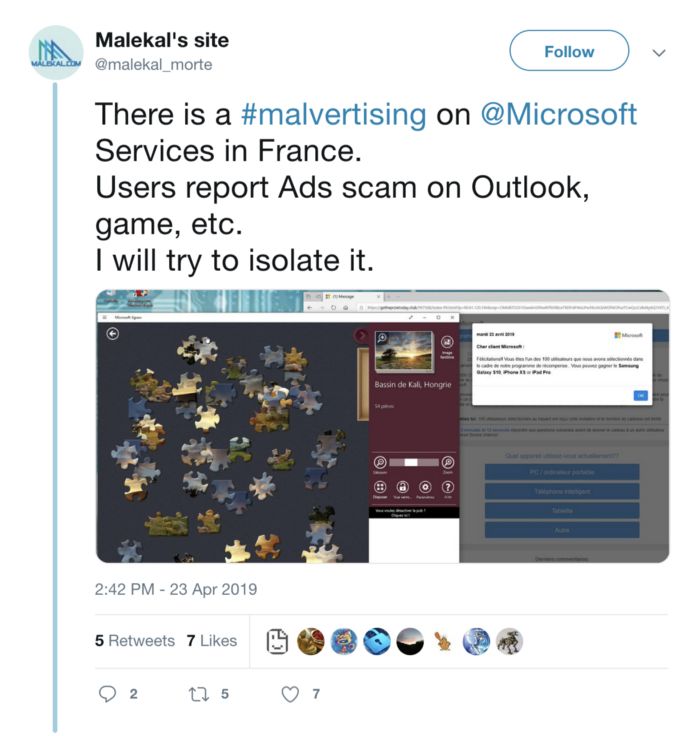 Malekal's site
@malekal_morte
Follow
MALEKAL.COM
There is a #malvertising on @Microsoft
Services in France.
Users report Ads scam on Outlook,
game, etc.
I will try to isolate it.
Microsoft Jigsaw
(1) Message
Bassin de Kali, Hongrie
54 pièces
Image fantôme
Zoom
Disposer
Paramètres
Aide
Vous voulez désactiver la pub ?
Cliquez ici !
mardi 23 avril 2019
Microsoft
Cher client Microsoft :
Félicitations! Vous êtes l'un des 100 utilisateurs que nous avons sélectionnés dans
le cadre de notre programme de récompense. Vous pouvez gagner le Samsung
Galaxy S10, iPhone XS or iPad Pro
OK
Quel appareil utilisez-vous actuellement??
PC / ordinateur portable
Téléphone intelligent
Tablette
Autre
Derniers commentaires
2:42 PM - 23 Apr 2019
5 Retweets 7 Likes
2 5 7